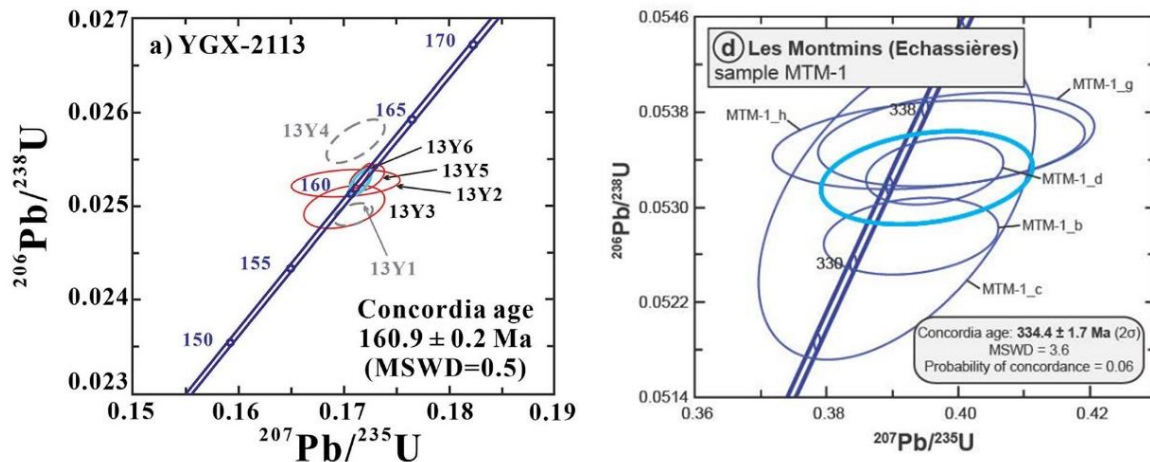 a) YGX-2113
0.027
0.026
0.025
0.024
0.023
206Pb/238U
170
165
160
155
150
13Y4
13Y6
13Y5
13Y2
13Y3
13Y1
Concordia age
160.9 ± 0.2 Ma
(MSWD=0.5)
0.15
0.16
0.17
0.18
0.19
207Pb/235U
d Les Montmins (Echassières)
sample MTM-1
0.0546
0.0538
0.0530
0.0522
0.0514
206Pb/238U
MTM-1_g
MTM-1_h
338
MTM-1_d
MTM-1_b
330
MTM-1_c
Concordia age: 334.4 ± 1.7 Ma (2σ)
MSWD = 3.6
Probability of concordance = 0.06
0.36
0.38
0.40
0.42
207Pb/235U